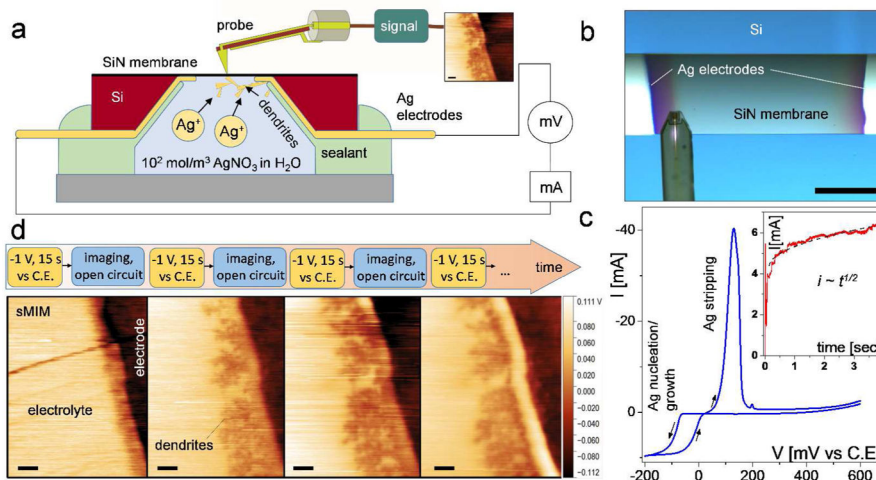 a
probe
signal
SiN membrane
Si
Ag⁺
Ag⁺
dendrites
Ag
electrodes
sealant
10² mol/m³ AgNO₃ in H₂O
mV
mA
b
Si
Ag electrodes
SiN membrane
c
I [mA]
-40
-30
-20
-10
0
10
-200
0
200
400
V [mV vs C.E.
Ag nucleation/
growth
Ag stripping
I[mA]
6
4
2
0
0
1
2
3
i ~ t¹ᐟ²
time [sec
d
-1 V, 15 s
vs C.E.
imaging,
open circuit
-1 V, 15 s
vs C.E.
imaging,
open circuit
-1 V, 15 s
vs C.E.
imaging,
open circuit
-1 V, 15 s
vs C.E.
...
time
sMIM
electrode
electrolyte
dendrites
0.111 V
0.080
0.060
0.040
0.020
0.000
-0.020
-0.040
-0.060
-0.080
-0.112